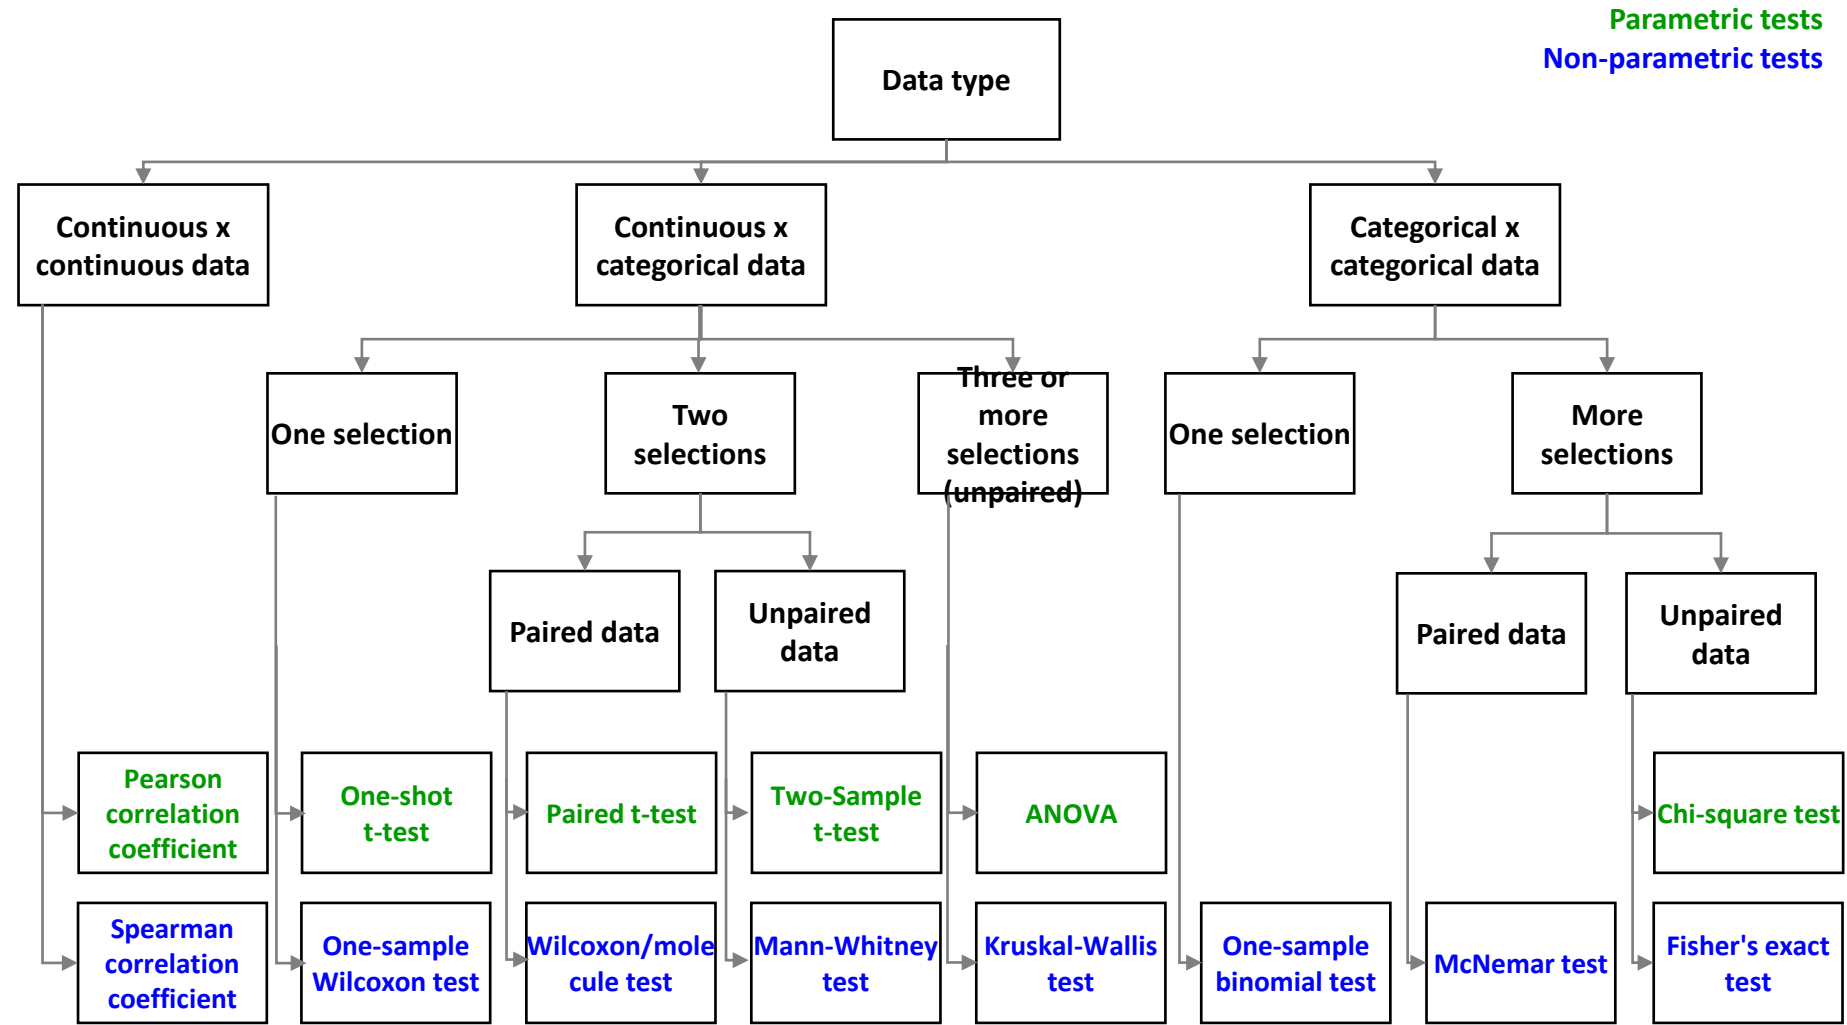 Parametric tests
Non-parametric tests
Data type
Continuous x
continuous data
Continuous x
categorical data
Categorical x
categorical data
One selection
Two
selections
Three or
more
selections
(unpaired)
One selection
More
selections
Paired data
Unpaired
data
Paired data
Unpaired
data
Pearson
correlation
coefficient
One-shot
t-test
Paired t-test
Two-Sample
t-test
ANOVA
Chi-square test
Spearman
correlation
coefficient
One-sample
Wilcoxon test
Wilcoxon/mole
cule test
Mann-Whitney
test
Kruskal-Wallis
test
One-sample
binomial test
McNemar test
Fisher's exact
test